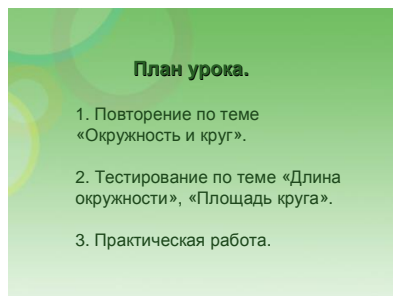 План урока.
1. Повторение по теме
«Окружность и круг».
2. Тестирование по теме «Длина
окружности», «Площадь круга».
3. Практическая работа.